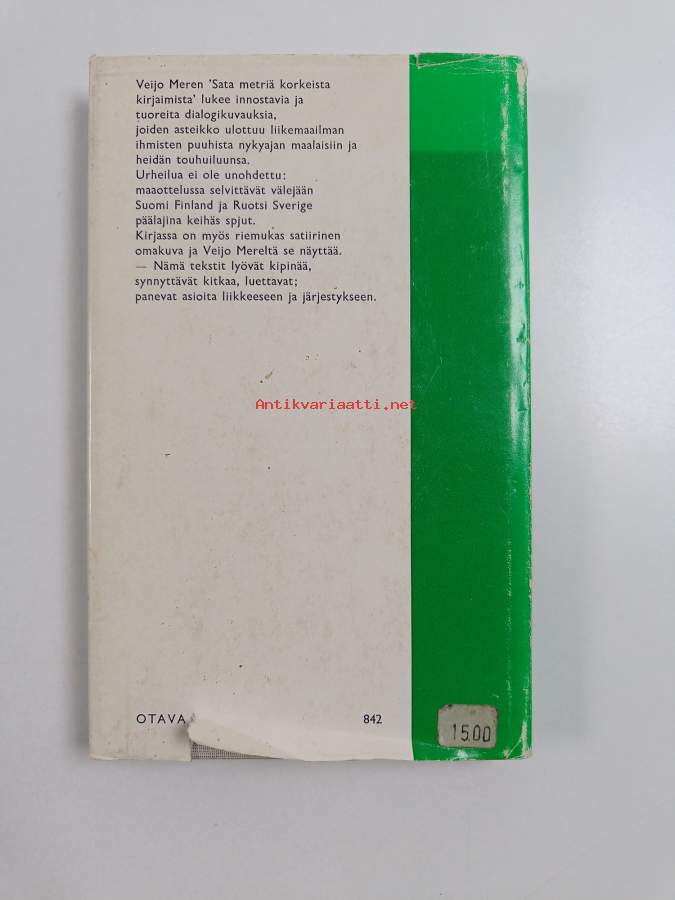 Veijo Meren 'Sata metriä korkeista
kirjaimista' lukee innostavia ja
tuoreita dialogikuvauksia,
joiden asteikko ulottuu liikemaailman
ihmisten puuhista nykyajan maalaisiin ja
heidän touhuiluunsa.
Urheilua ei ole unohdettu:
maaottelussa selvittävät välejään
Suomi Finland ja Ruotsi Sverige
päälajina keihäs spjut.
Kirjassa on myös riemukas satiirinen
omakuva ja Veijo Mereltä se näyttää.
— Nämä tekstit lyövät kipinää,
synnyttävät kitkaa, luettavat;
panevat asioita liikkeeseen ja järjestykseen.
Antikvariaatti.net
OTAVA 842
15.00